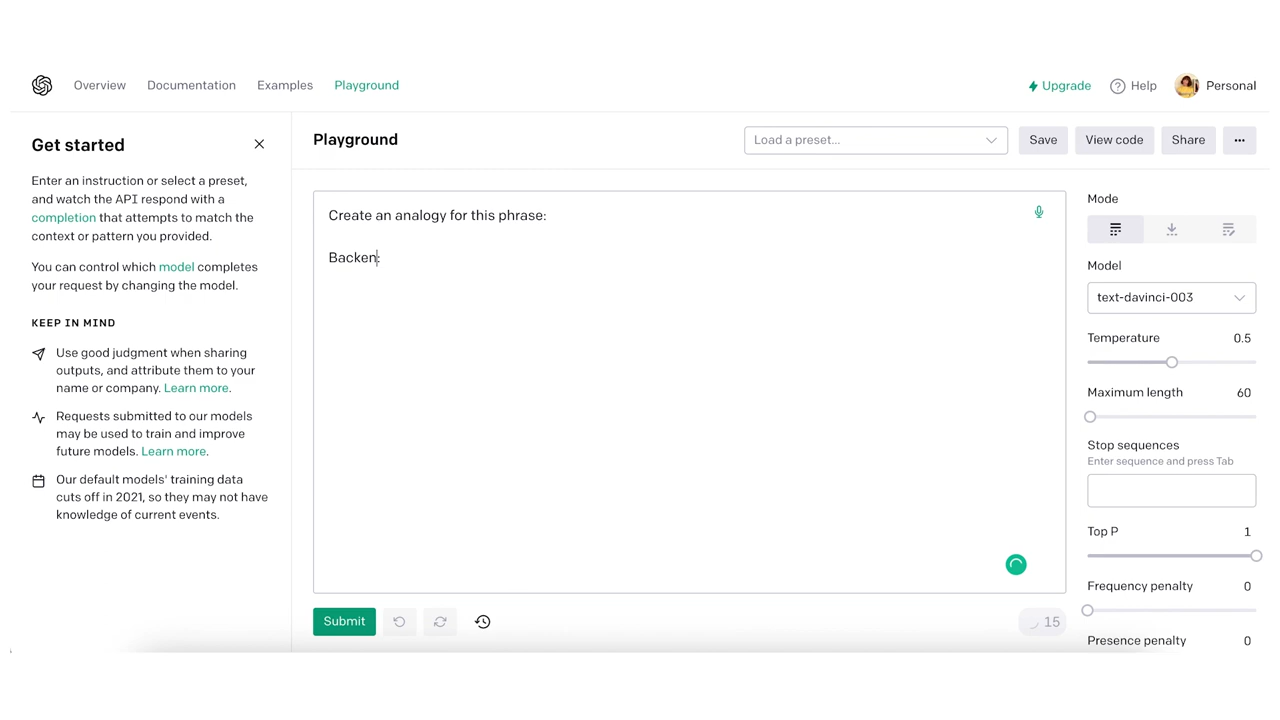 Overview Documentation Examples Playground
Upgrade Help Personal
Get started
Enter an instruction or select a preset,
and watch the API respond with a
completion that attempts to match the
context or pattern you provided.
You can control which model completes
your request by changing the model.
KEEP IN MIND
Use good judgment when sharing
outputs, and attribute them to your
name or company. Learn more.
Requests submitted to our models
may be used to train and improve
future models. Learn more.
Our default models' training data
cuts off in 2021, so they may not have
knowledge of current events.
Playground
Load a preset...
Save
View code
Share
...
Create an analogy for this phrase:
Backen:
Submit
15
Mode
Model
text-davinci-003
Temperature 0.5
Maximum length 60
Stop sequences
Enter sequence and press Tab
Top P 1
Frequency penalty 0
Presence penalty 0